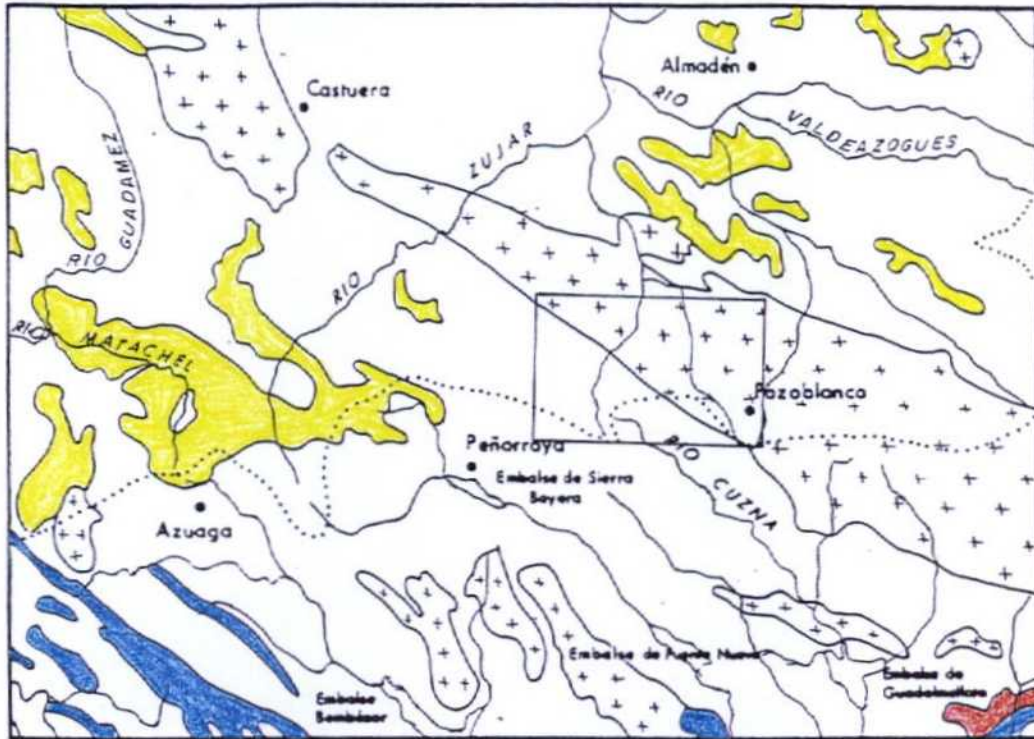 Castuera
Almadén
RIO
VALDEAZOGUES
ZUJAR
RIO
RIO GUADAMEZ
RIO
MATACHEL
Pozoblanco
Peñarroya
Embalse de Sierra
Boyera
RIO CUZNA
Azuaga
Embalse de Puente Nuevo
Embalse de
Embalse
Bembézar